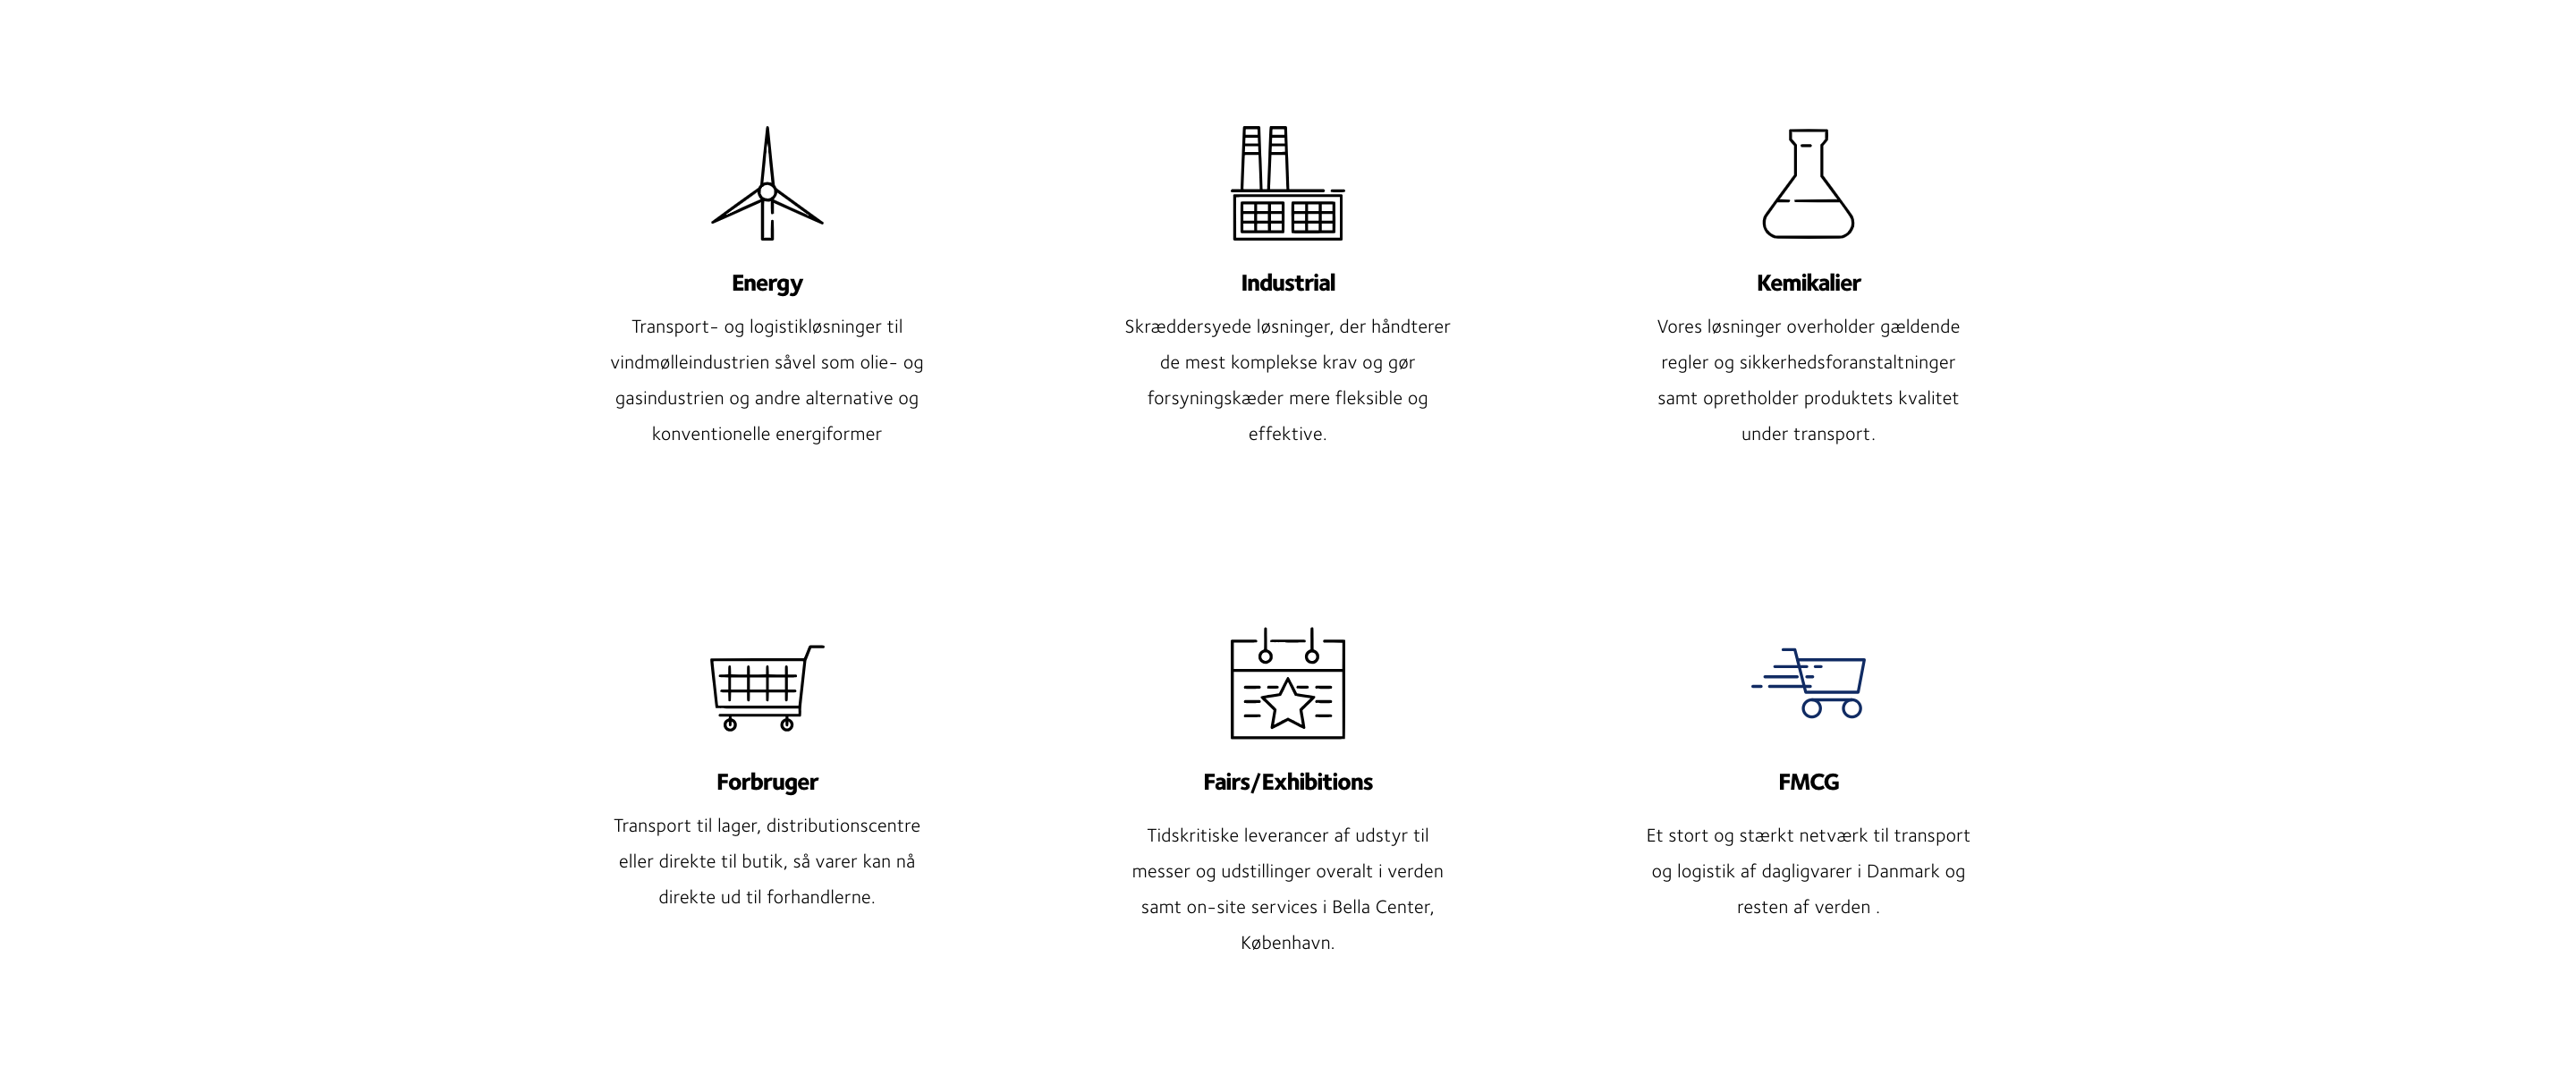 Energy
Transport- og logistikløsninger til
vindmølleindustrien såvel som olie- og
gasindustrien og andre alternative og
konventionelle energiformer
Industrial
Skræddersyede løsninger, der håndterer
de mest komplekse krav og gør
forsyningskæder mere fleksible og
effektive.
Kemikalier
Vores løsninger overholder gældende
regler og sikkerhedsforanstaltninger
samt opretholder produktets kvalitet
under transport.
Forbruger
Transport til lager, distributionscentre
eller direkte til butik, så varer kan nå
direkte ud til forhandlerne.
Fairs/Exhibitions
Tidskritiske leverancer af udstyr til
messer og udstillinger overalt i verden
samt on-site services i Bella Center,
København.
FMCG
Et stort og stærkt netværk til transport
og logistik af dagligvarer i Danmark og
resten af verden .